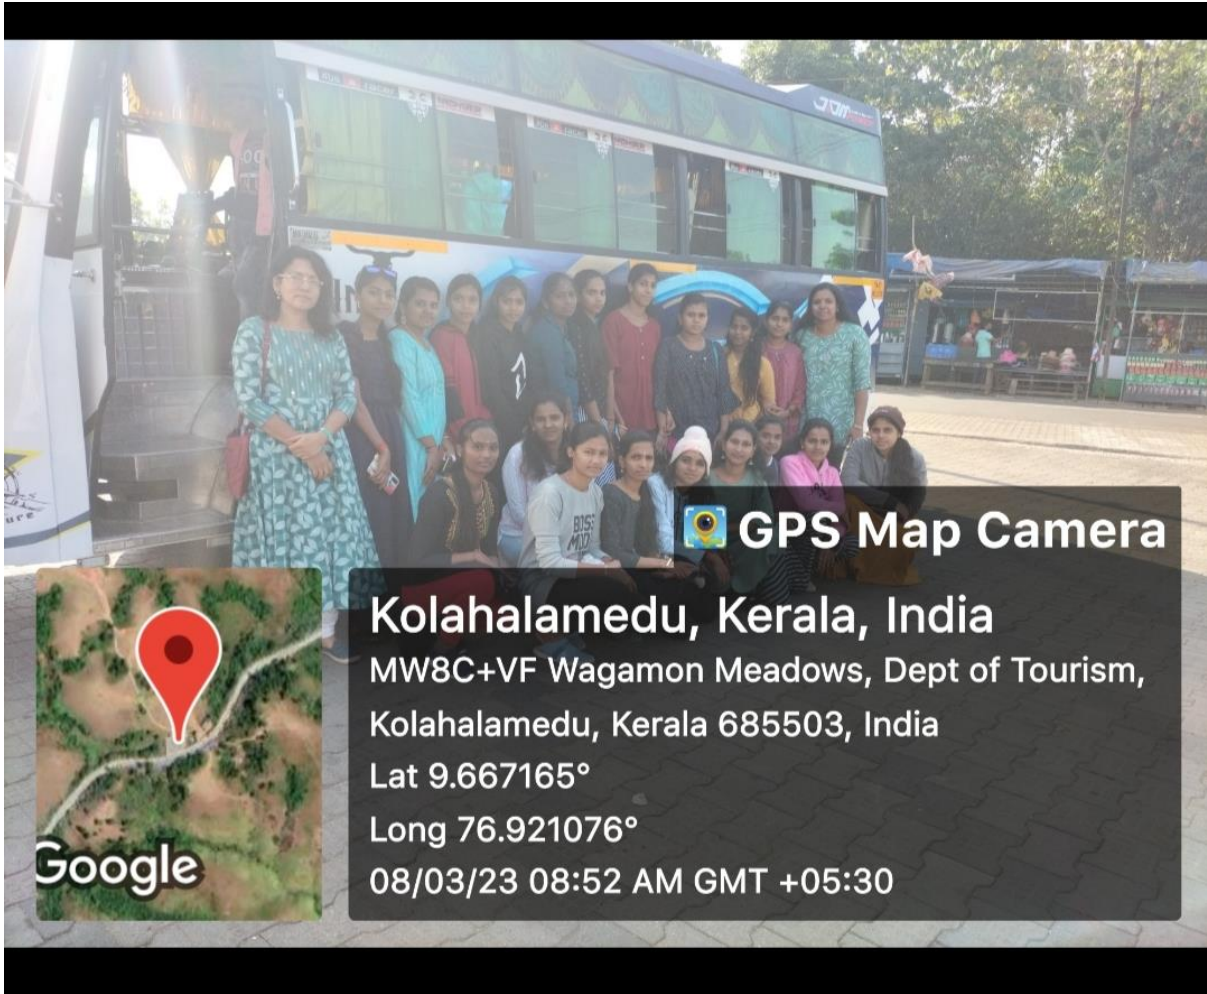 BOSS
GPS Map Camera
Kolahalamedu, Kerala, India
MW8C+VF Wagamon Meadows, Dept of Tourism,
Kolahalamedu, Kerala 685503, India
Lat 9.667165°
Long 76.921076°
08/03/23 08:52 AM GMT +05:30
Google